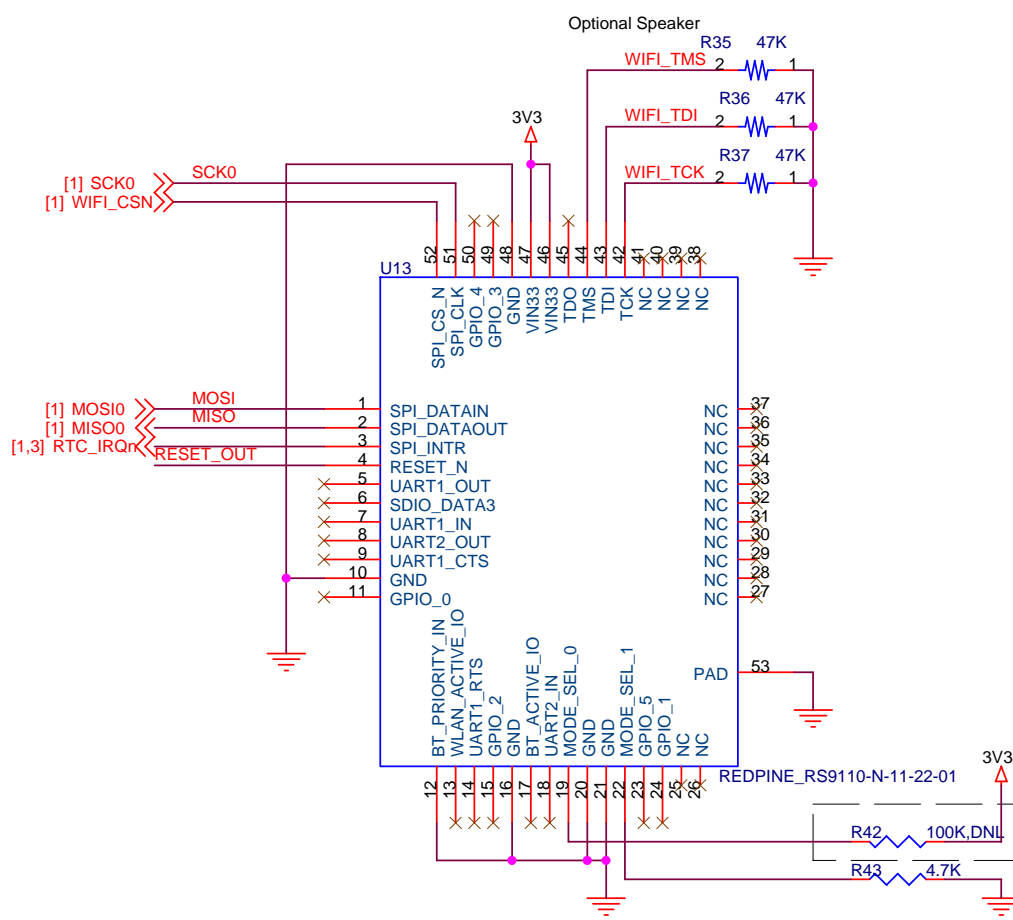 Optional Speaker
R35 47K
WIFI_TMS 2 1
R36 47K
WIFI_TDI 2 1
3V3
R37 47K
WIFI_TCK 2 1
SCK0
[1] SCK0
[1] WIFI_CSN
52 51 50 49 48 47 46 45 44 43 42 41 40 39 38
U13
SPI_CS_N
SPI_CLK
GPIO_4
GPIO_3
GND
VIN33
VIN33
TDO
TMS
TDI
TCK
NC
NC
NC
NC
[1] MOSI0 MOSI 1 SPI_DATAIN
[1] MISO0 MISO 2 SPI_DATAOUT
[1,3] RTC_IRQn 3 SPI_INTR
RESET_OUT 4 RESET_N
5 UART1_OUT
6 SDIO_DATA3
7 UART1_IN
8 UART2_OUT
9 UART1_CTS
10 GND
11 GPIO_0
NC 37
NC 36
NC 35
NC 34
NC 33
NC 32
NC 31
NC 30
NC 29
NC 28
NC 27
PAD 53
BT_PRIORITY_IN
WLAN_ACTIVE_IO
UART1_RTS
GPIO_2
GND
BT_ACTIVE_IO
UART2_IN
MODE_SEL_0
GND
GND
MODE_SEL_1
GPIO_5
GPIO_1
NC
NC
12 13 14 15 16 17 18 19 20 21 22 23 24 25 26
REDPINE_RS9110-N-11-22-01
3V3
R42 100K,DNL
R43 4.7K